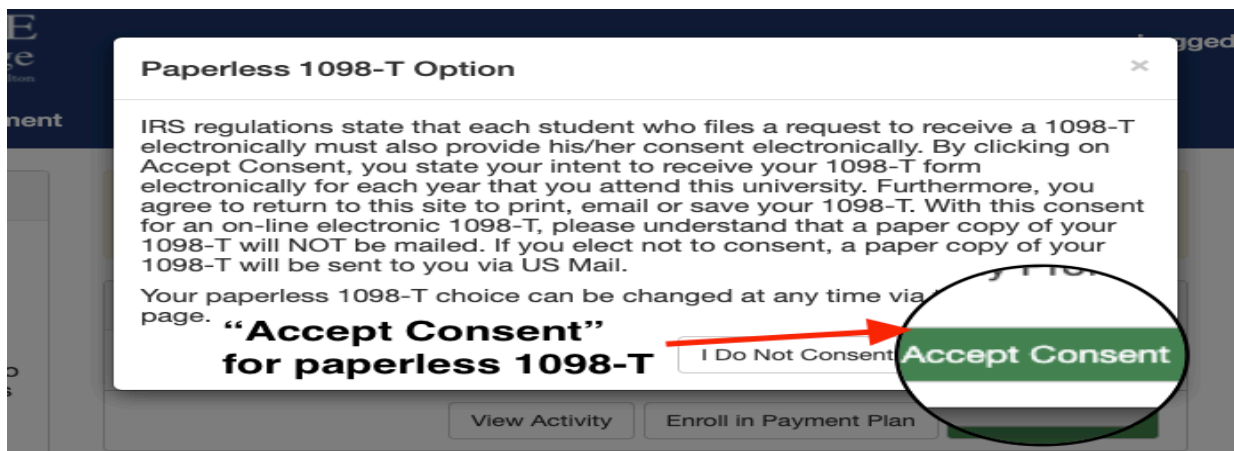 E
ge
lton
Logged
ment
Paperless 1098-T Option ×
IRS regulations state that each student who files a request to receive a 1098-T
electronically must also provide his/her consent electronically. By clicking on
Accept Consent, you state your intent to receive your 1098-T form
electronically for each year that you attend this university. Furthermore, you
agree to return to this site to print, email or save your 1098-T. With this consent
for an on-line electronic 1098-T, please understand that a paper copy of your
1098-T will NOT be mailed. If you elect not to consent, a paper copy of your
1098-T will be sent to you via US Mail.
Your paperless 1098-T choice can be changed at any time via
page.
“Accept Consent”
for paperless 1098-T
I Do Not Consent
Accept Consent
View Activity
Enroll in Payment Plan